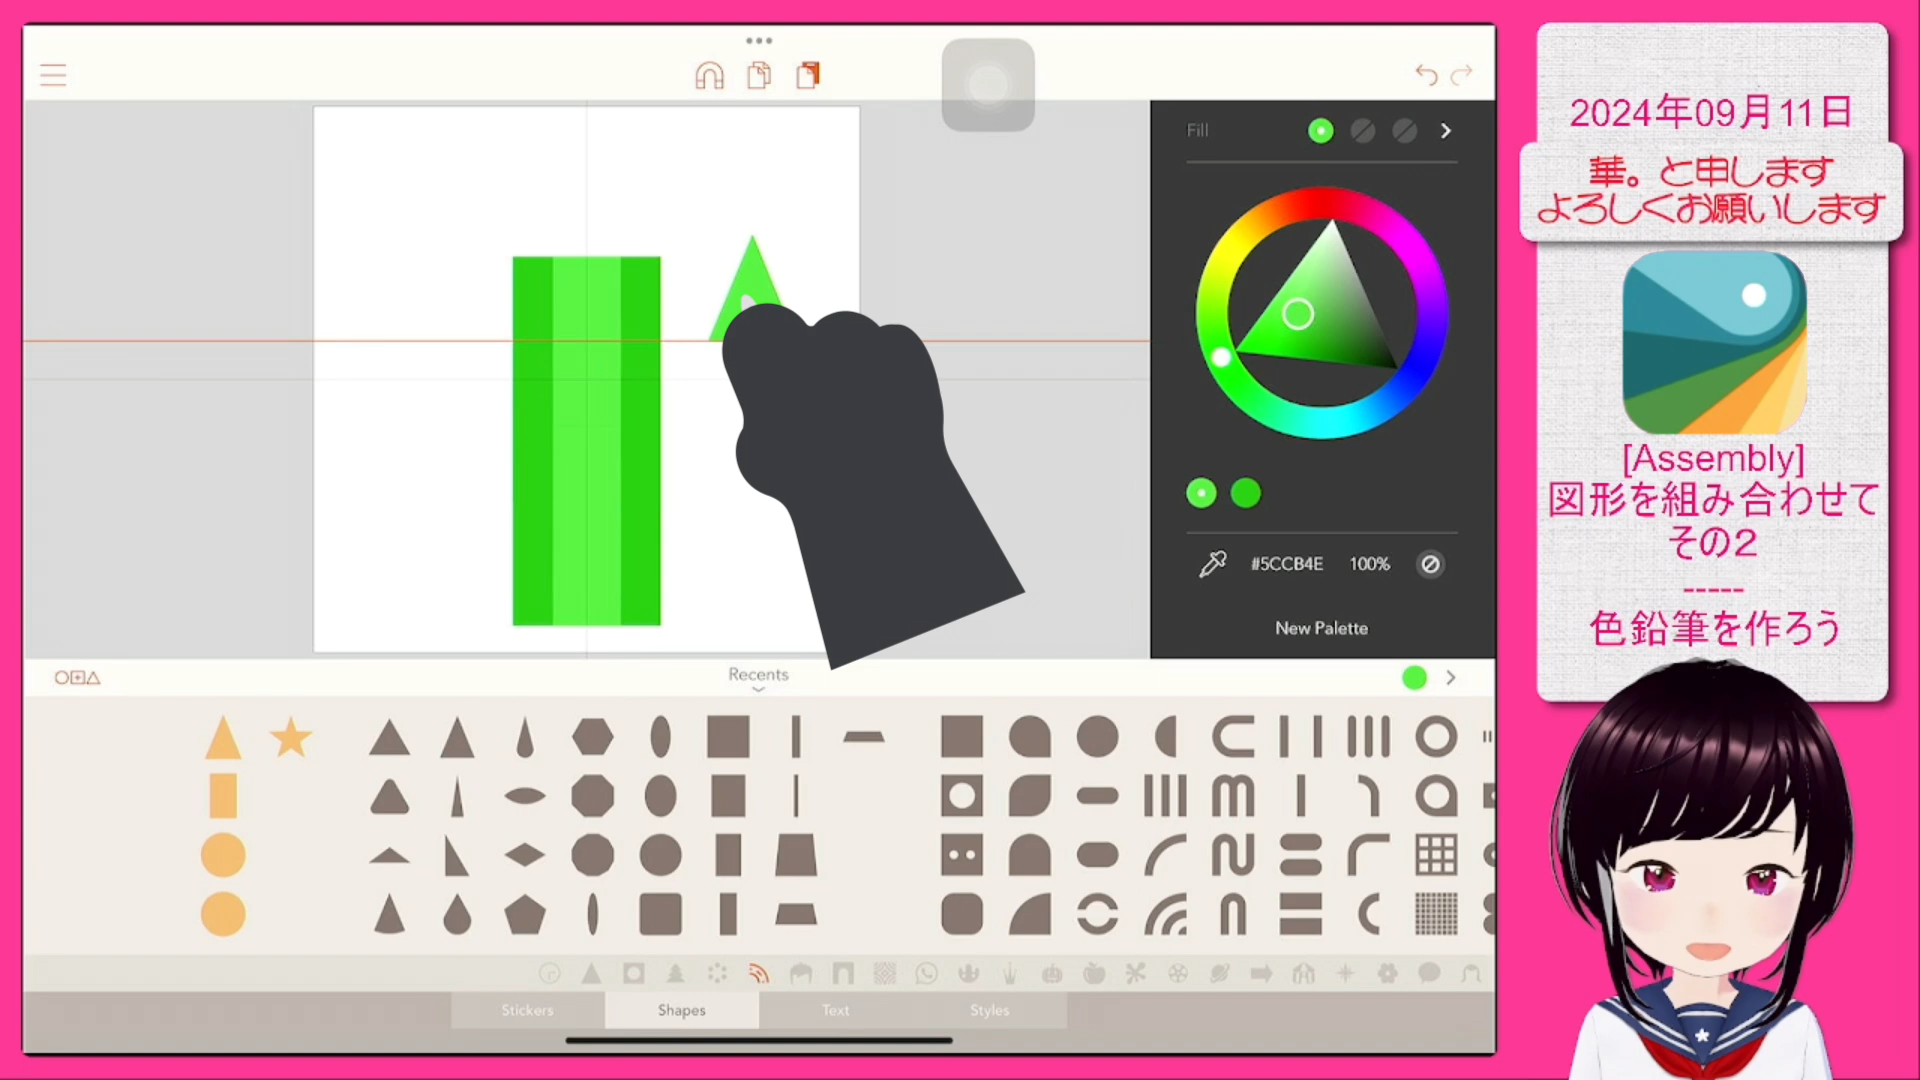 Fill
#5CCB4E 100%
New Palette
Recents
Stickers
Shapes
Text
Styles
2024年09月11日
華。と申します
よろしくお願いします
[Assembly]
図形を組み合わせて
その2
-----
色鉛筆を作ろう